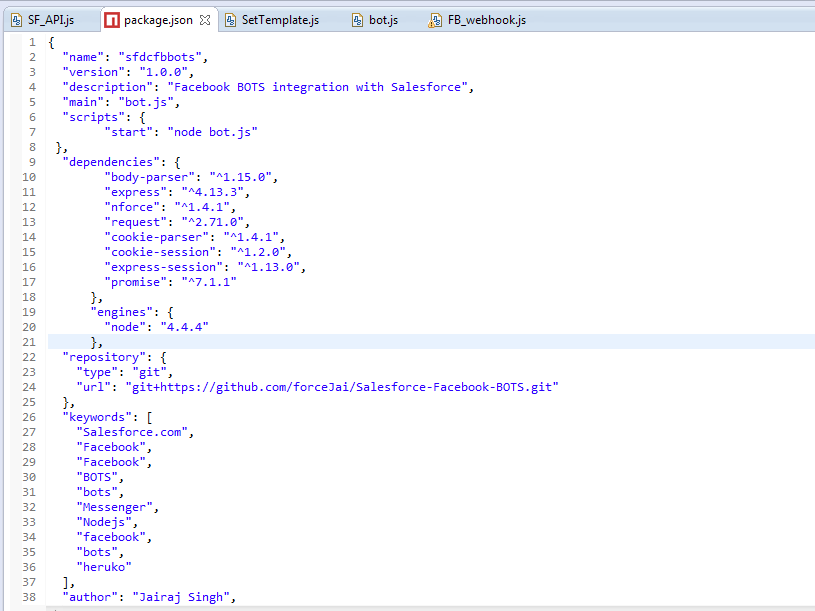 SF_API.js package.json SetTemplate.js bot.js FB_webhook.js
1 {
2 "name": "sfdcfbbots",
3 "version": "1.0.0",
4 "description": "Facebook BOTS integration with Salesforce",
5 "main": "bot.js",
6 "scripts": {
7 "start": "node bot.js"
8 },
9 "dependencies": {
10 "body-parser": "^1.15.0",
11 "express": "^4.13.3",
12 "nforce": "^1.4.1",
13 "request": "^2.71.0",
14 "cookie-parser": "^1.4.1",
15 "cookie-session": "^1.2.0",
16 "express-session": "^1.13.0",
17 "promise": "^7.1.1"
18 },
19 "engines": {
20 "node": "4.4.4"
21 },
22 "repository": {
23 "type": "git",
24 "url": "git+https://github.com/forceJai/Salesforce-Facebook-BOTS.git"
25 },
26 "keywords": [
27 "Salesforce.com",
28 "Facebook",
29 "Facebook",
30 "BOTS",
31 "bots",
32 "Messenger",
33 "Nodejs",
34 "facebook",
35 "bots",
36 "heruko"
37 ],
38 "author": "Jairaj Singh",